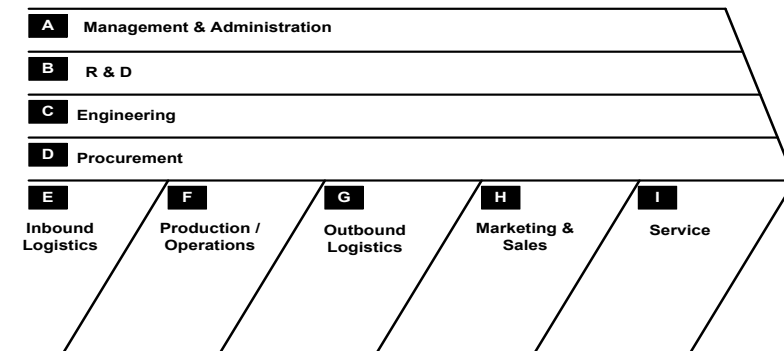 A Management & Administration
B R & D
C Engineering
D Procurement
E
Inbound
Logistics
F
Production /
Operations
G
Outbound
Logistics
H
Marketing &
Sales
I
Service